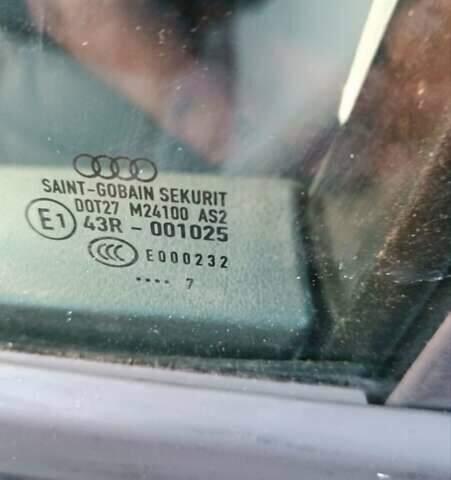 SAINT-GOBAIN SEKURIT
DOT27 M24100 AS2
E1 43R - 001025
CCC E000232
.... 7